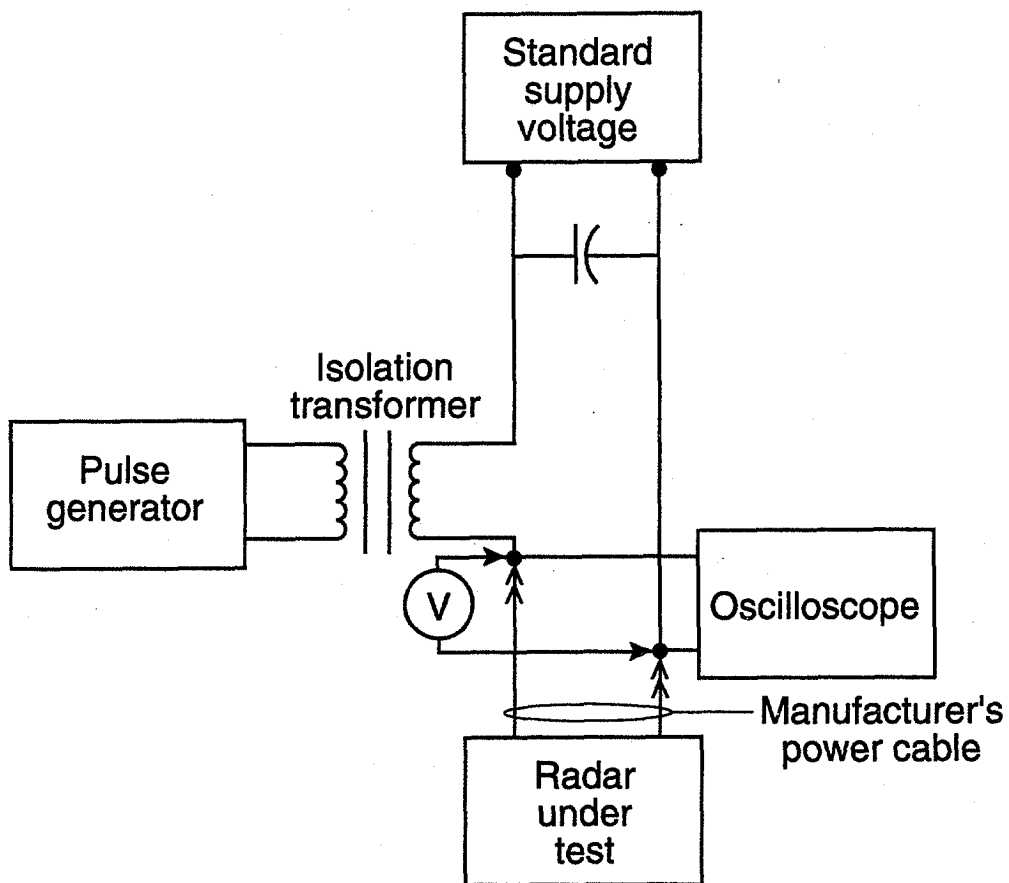 Standard
supply
voltage
Isolation
transformer
Pulse
generator
V
Oscilloscope
Manufacturer's
power cable
Radar
under
test